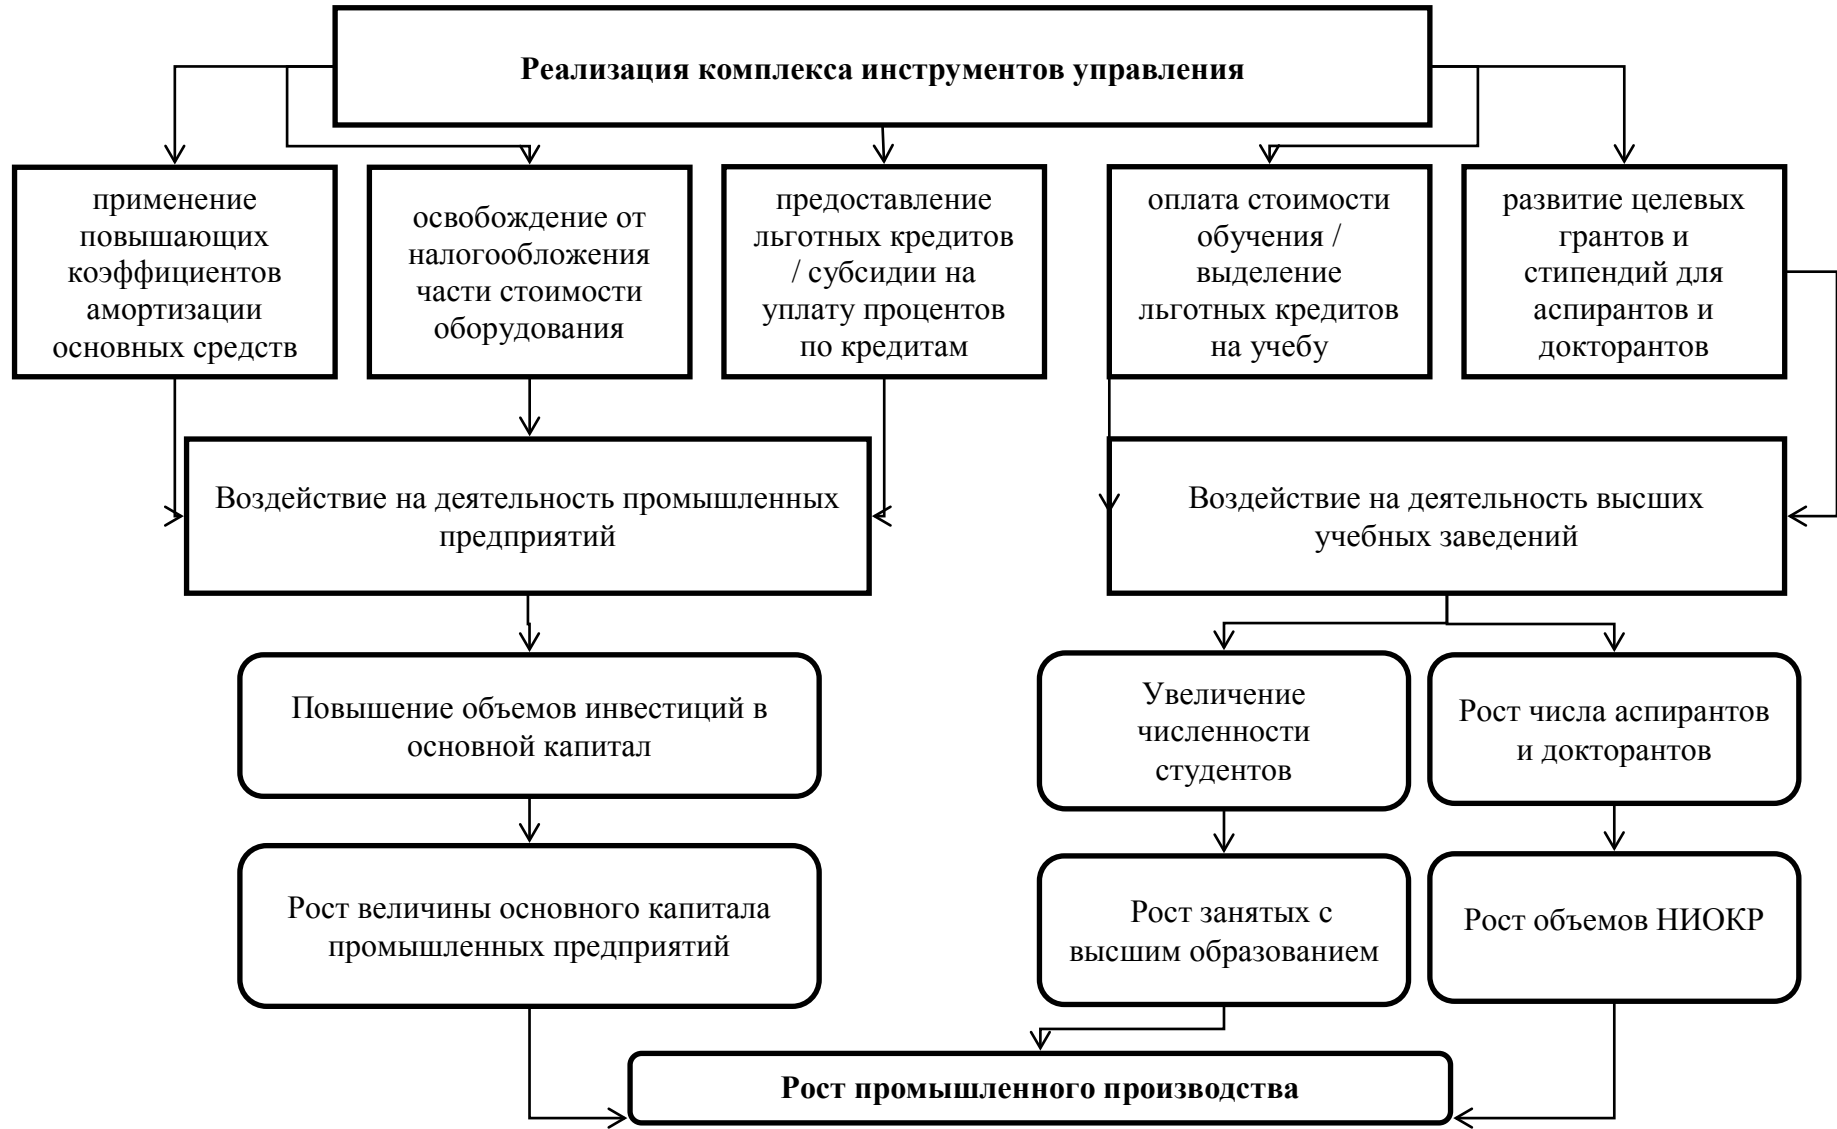 Реализация комплекса инструментов управления
применение
повышающих
коэффициентов
амортизации
основных средств
освобождение от
налогообложения
части стоимости
оборудования
предоставление
льготных кредитов
/ субсидии на
уплату процентов
по кредитам
оплата стоимости
обучения /
выделение
льготных кредитов
на учебу
развитие целевых
грантов и
стипендий для
аспирантов и
докторантов
Воздействие на деятельность промышленных
предприятий
Воздействие на деятельность высших
учебных заведений
Повышение объемов инвестиций в
основной капитал
Увеличение
численности
студентов
Рост числа аспирантов
и докторантов
Рост величины основного капитала
промышленных предприятий
Рост занятых с
высшим образованием
Рост объемов НИОКР
Рост промышленного производства